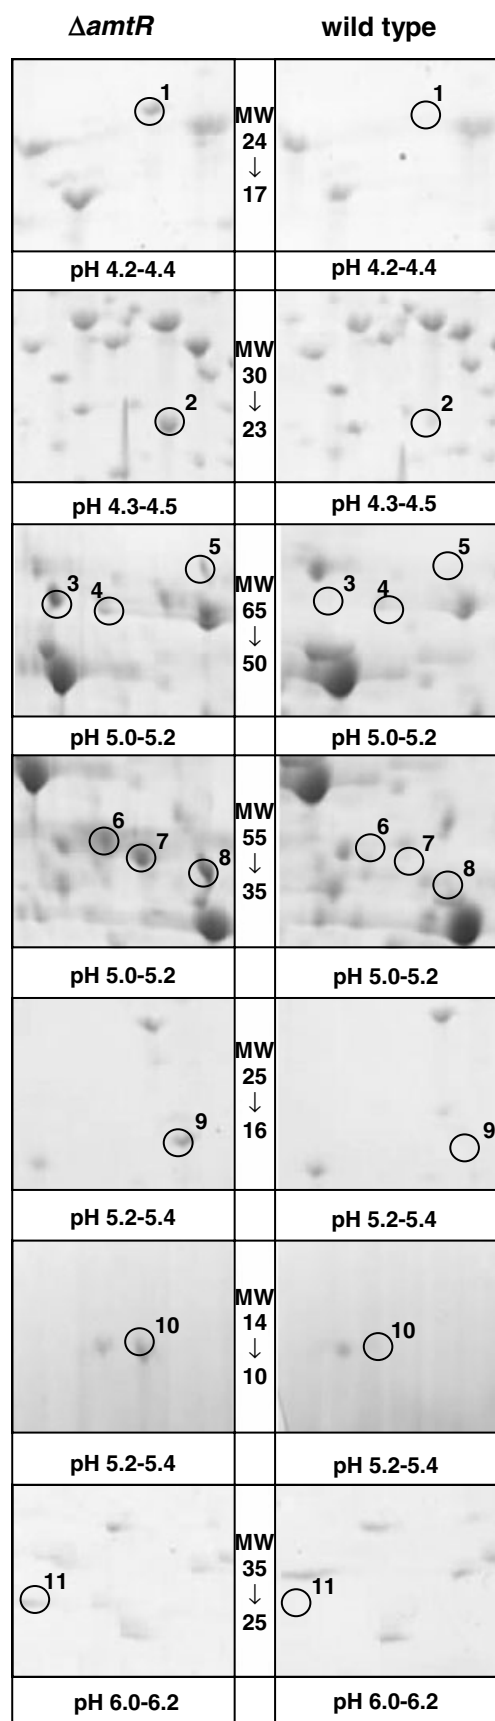 ΔamtR wild type
1 1
MW
24
↓
17
pH 4.2-4.4 pH 4.2-4.4
MW
30
↓
23
2 2
pH 4.3-4.5 pH 4.3-4.5
5 5
3 4 3 4
MW
65
↓
50
pH 5.0-5.2 pH 5.0-5.2
MW
55
↓
35
6 7 8 6 7 8
pH 5.0-5.2 pH 5.0-5.2
MW
25
↓
16
9 9
pH 5.2-5.4 pH 5.2-5.4
MW
14
↓
10
10 10
pH 5.2-5.4 pH 5.2-5.4
MW
35
↓
25
11 11
pH 6.0-6.2 pH 6.0-6.2